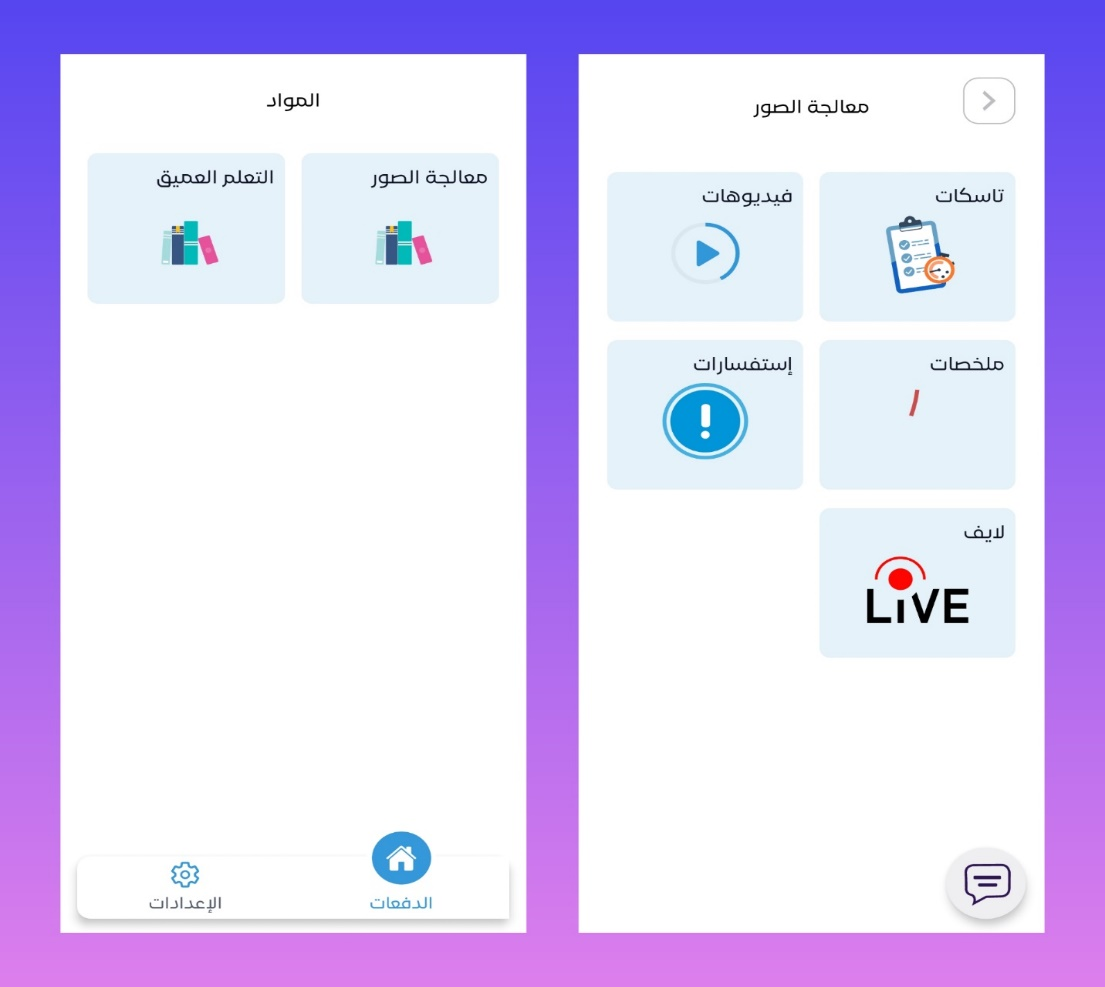 المواد
معالجة الصور
التعلم العميق
الدفعات
الإعدادات
معالجة الصور
تاسكات
فيديوهات
ملخصات
إستفسارات
لايف
LiVE